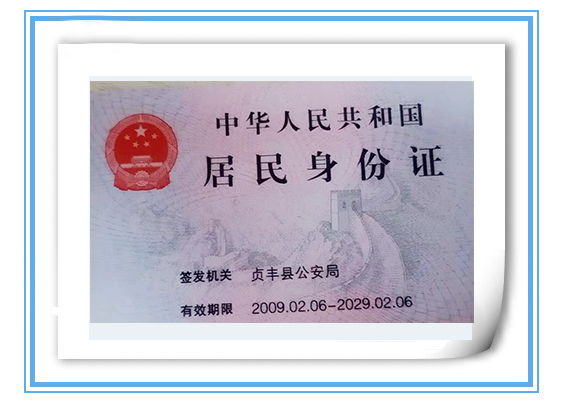 中华人民共和国
居民身份证
签发机关 贞丰县公安局
有效期限 2009.02.06-2029.02.06